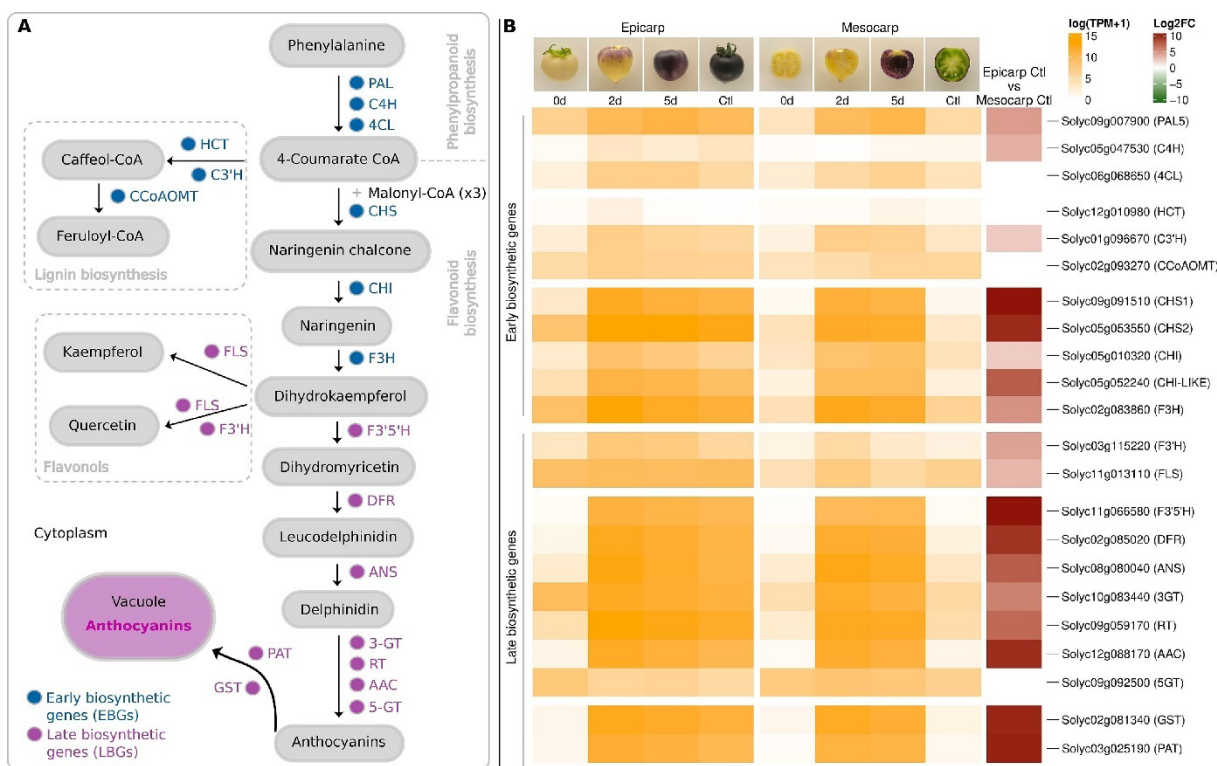 A
Phenylalanine
PAL
C4H
4CL
Phenylpropanoid
biosynthesis
HCT
Caffeol-CoA
4-Coumarate CoA
C3'H
CCoAOMT
+ Malonyl-CoA (x3)
CHS
Feruloyl-CoA
Naringenin chalcone
Lignin biosynthesis
Flavonoid
biosynthesis
CHI
Naringenin
Kaempferol
FLS
F3H
Dihydrokaempferol
FLS
Quercetin
F3'H
F3'5'H
Flavonols
Dihydromyricetin
DFR
Cytoplasm
Leucodelphinidin
ANS
Vacuole
Anthocyanins
Delphinidin
PAT
3-GT
RT
GST
AAC
5-GT
Early biosynthetic
genes (EBGs)
Late biosynthetic
genes (LBGs)
Anthocyanins
B
Epicarp
Mesocarp
0d 2d 5d Ctl 0d 2d 5d Ctl
Epicarp Ctl
vs
Mesocarp Ctl
log(TPM+1)
15
10
5
0
Log2FC
10
5
0
-5
-10
Early biosynthetic genes
Solyc09g007900 (PAL5)
Solyc05g047530 (C4H)
Solyc06g068650 (4CL)
Solyc12g010980 (HCT)
Solyc01g096670 (C3'H)
Solyc02g093270 (CCoAOMT)
Solyc09g091510 (CHS1)
Solyc05g053550 (CHS2)
Solyc05g010320 (CHI)
Solyc05g052240 (CHI-LIKE)
Solyc02g083860 (F3H)
Late biosynthetic genes
Solyc03g115220 (F3'H)
Solyc11g013110 (FLS)
Solyc11g066580 (F3'5'H)
Solyc02g085020 (DFR)
Solyc08g080040 (ANS)
Solyc10g083440 (3GT)
Solyc09g059170 (RT)
Solyc12g088170 (AAC)
Solyc09g092500 (5GT)
Solyc02g081340 (GST)
Solyc03g025190 (PAT)